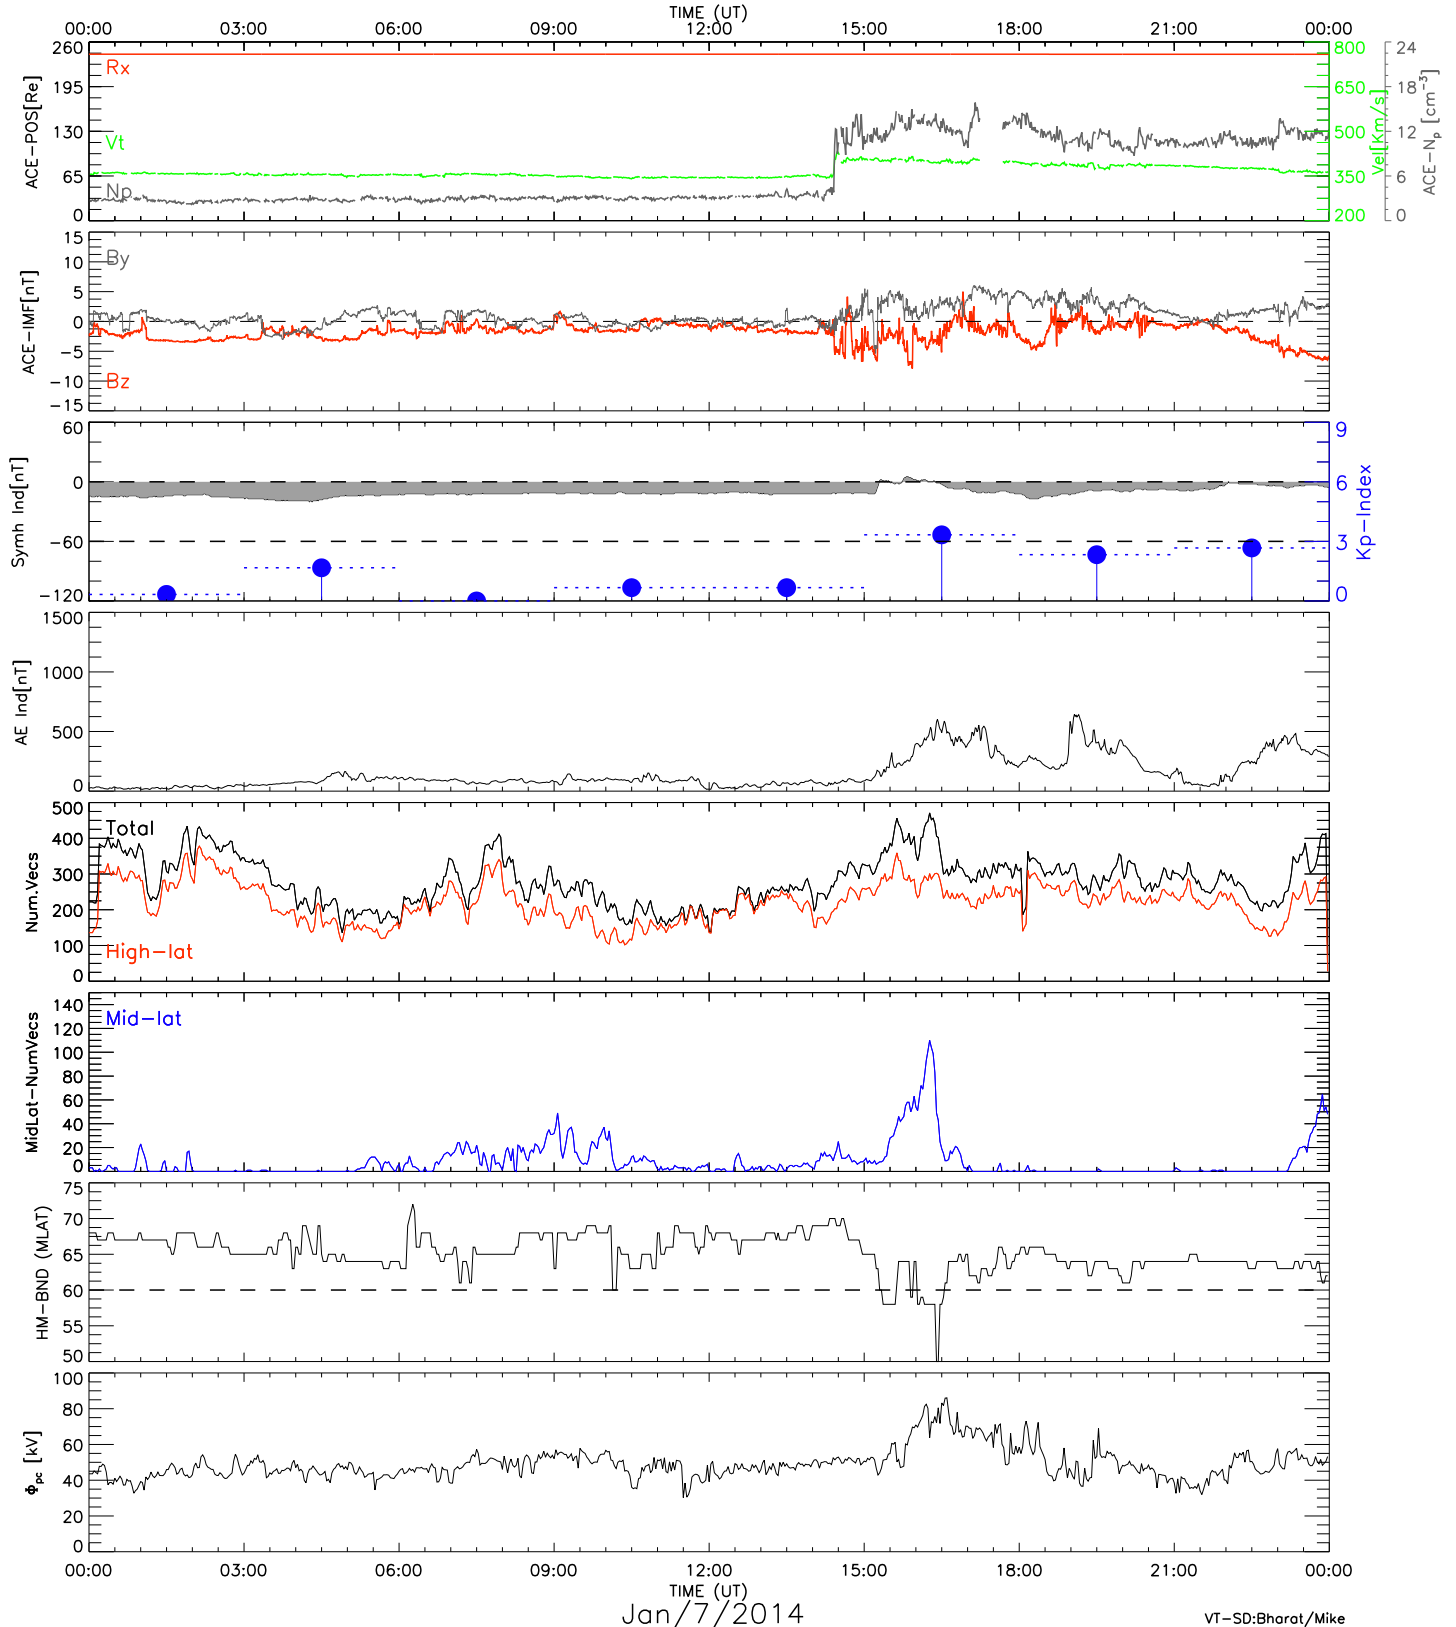 TIME (UT)
00:00 03:00 06:00 09:00 12:00 15:00 18:00 21:00 00:00
ACE-POS[Re]
260
195
130
65
0
Rx
Vt
Np
800
650
500
350
200
Vel[Km/s]
24
18
12
6
0
ACE-Np [cm-3]
ACE-IMF[nT]
15
10
5
0
-5
-10
-15
By
Bz
Symh Ind[nT]
60
0
-60
-120
9
6
3
0
Kp-Index
AE Ind[nT]
1500
1000
500
0
Num.Vecs
500
400
300
200
100
0
Total
High-lat
MidLat-NumVecs
140
120
100
80
60
40
20
0
Mid-lat
HM-BND (MLAT)
75
70
65
60
55
50
Φpc [kV]
100
80
60
40
20
0
00:00 03:00 06:00 09:00 12:00 15:00 18:00 21:00 00:00
TIME (UT)
Jan/7/2014
VT-SD:Bharat/Mike